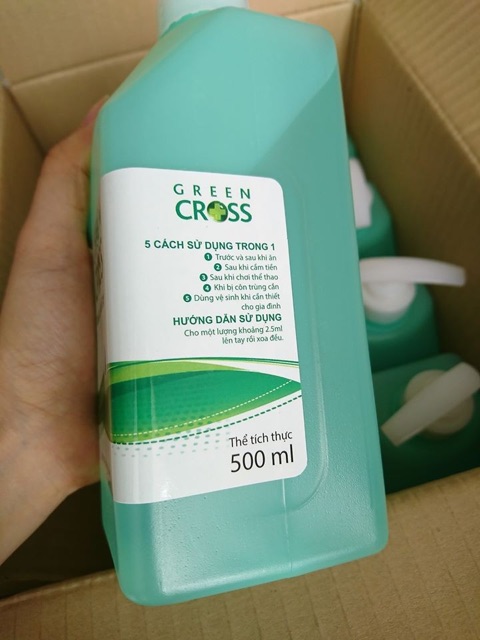 GREEN
CROSS
5 CÁCH SỬ DỤNG TRONG 1
1 Trước và sau khi ăn
2 Sau khi cầm tiền
3 Sau khi chơi thể thao
4 Khi bị côn trùng cắn
5 Dùng vệ sinh khi cần thiết
cho gia đình
HƯỚNG DẪN SỬ DỤNG
Cho một lượng khoảng 2.5ml
lên tay rồi xoa đều.
Thể tích thực
500 ml